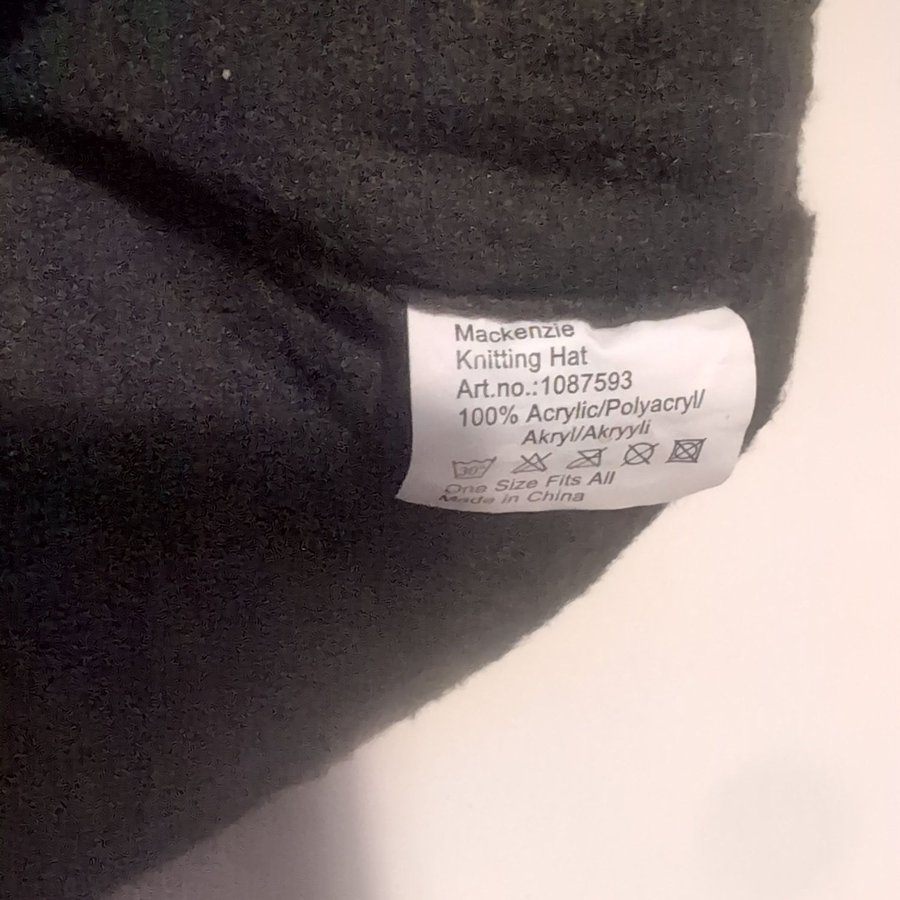 Mackenzie
Knitting Hat
Art.no.:1087593
100% Acrylic/Polyacryl/
Akryl/Akryyli
30°
One Size Fits All
Made in China